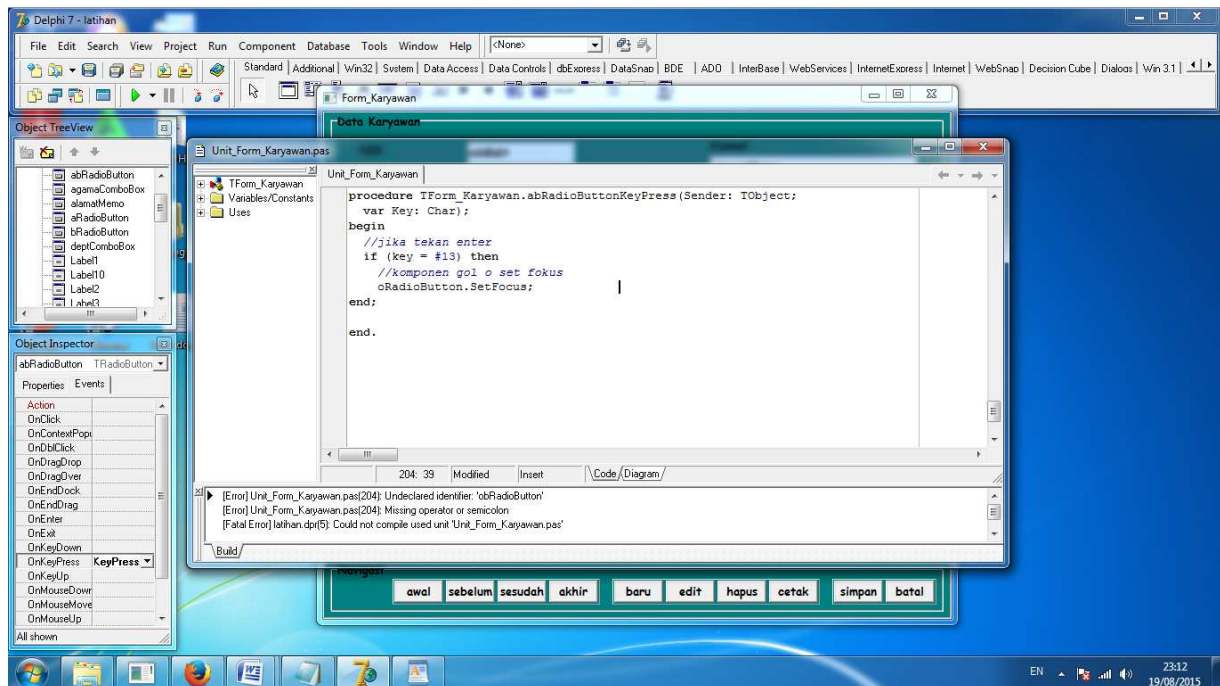 Delphi 7 - latihan
File Edit Search View Project Run Component Database Tools Window Help <None>
Standard Additional Win32 System Data Access Data Controls dbExpress DataSnap BDE ADO InterBase WebServices InternetExpress Internet WebSnap Decision Cube Dialogs Win 3.1
Form_Karyawan
Data Karyawan
Object TreeView
abRadioButton
agamaComboBox
alamatMemo
aRadioButton
bRadioButton
deptComboBox
Label1
Label10
Label2
Label3
Unit_Form_Karyawan.pas
TForm_Karyawan
Variables/Constants
Uses
Unit_Form_Karyawan
procedure TForm_Karyawan.abRadioButtonKeyPress(Sender: TObject;
var Key: Char);
begin
//jika tekan enter
if (key = #13) then
//komponen gol o set fokus
oRadioButton.SetFocus;
end;
end.
204: 39 Modified Insert Code Diagram
[Error] Unit_Form_Karyawan.pas(204): Undeclared identifier: 'obRadioButton'
[Error] Unit_Form_Karyawan.pas(204): Missing operator or semicolon
[Fatal Error] latihan.dpr(5): Could not compile used unit 'Unit_Form_Karyawan.pas'
Build
Object Inspector
abRadioButton TRadioButton
Properties Events
Action
OnClick
OnContextPopu
OnDblClick
OnDragDrop
OnDragOver
OnEndDock
OnEndDrag
OnEnter
OnExit
OnKeyDown
OnKeyPress KeyPress
OnKeyUp
OnMouseDown
OnMouseMove
OnMouseUp
All shown
Navigasi
awal sebelum sesudah akhir baru edit hapus cetak simpan batal
EN 23:12
19/08/2015